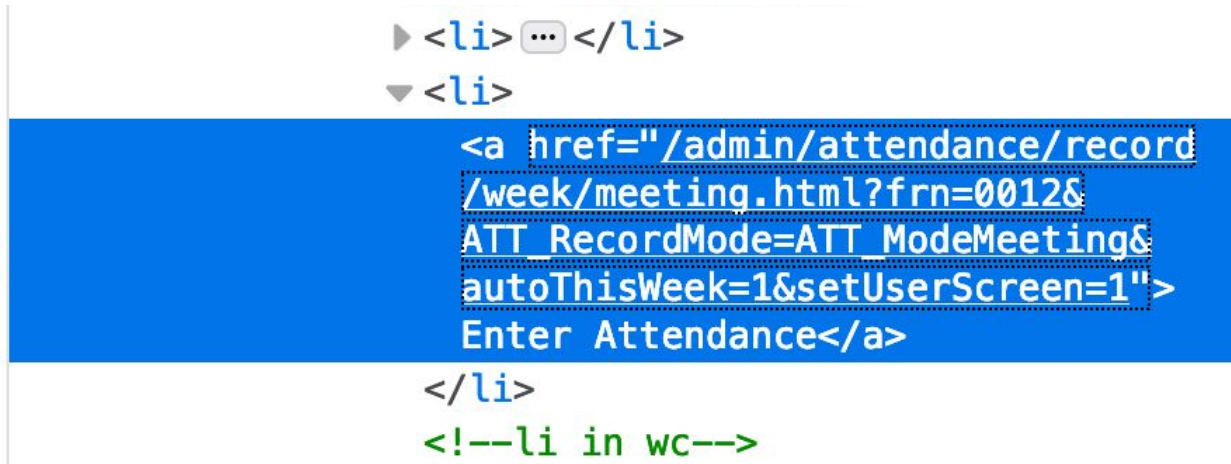 <li> ... </li>
<li>
<a href="/admin/attendance/record
/week/meeting.html?frn=0012&
ATT_RecordMode=ATT_ModeMeeting&
autoThisWeek=1&setUserScreen=1">
Enter Attendance</a>
</li>
<!--li in wc-->